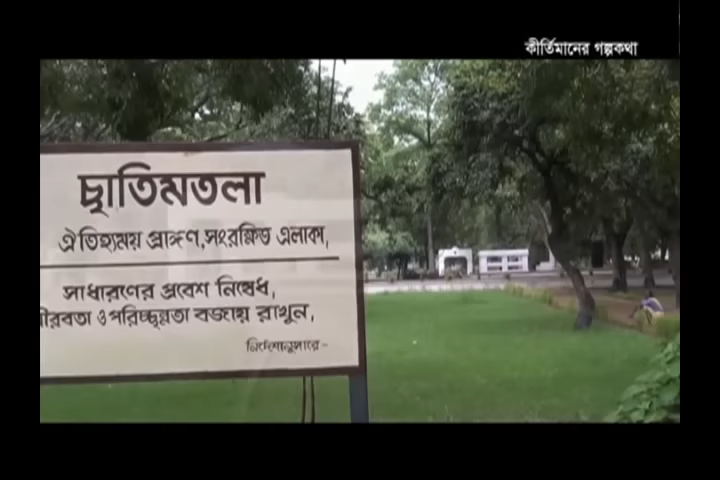 কীর্তিমানের গল্পকথা
ছাতিমতলা
ঐতিহ্যময় প্রাঙ্গণ, সংরক্ষিত এলাকা,
সাধারণের প্রবেশ নিষেধ,
ীরবতা ও পরিচ্ছন্নতা বজায় রাখুন,
নির্দেশানুসারে -